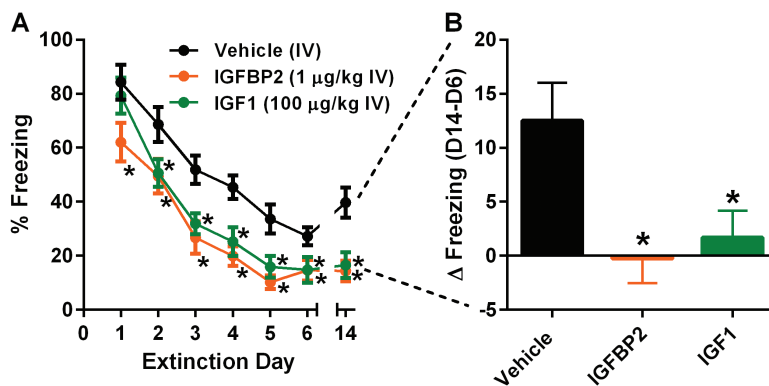 A
% Freezing
100
80
60
40
20
0
Vehicle (IV)
IGFBP2 (1 μg/kg IV)
IGF1 (100 μg/kg IV)
* * * * * * * * * * * * *
0 1 2 3 4 5 6 14
Extinction Day
B
Δ Freezing (D14-D6)
20
15
10
5
0
-5
* *
Vehicle
IGFBP2
IGF1